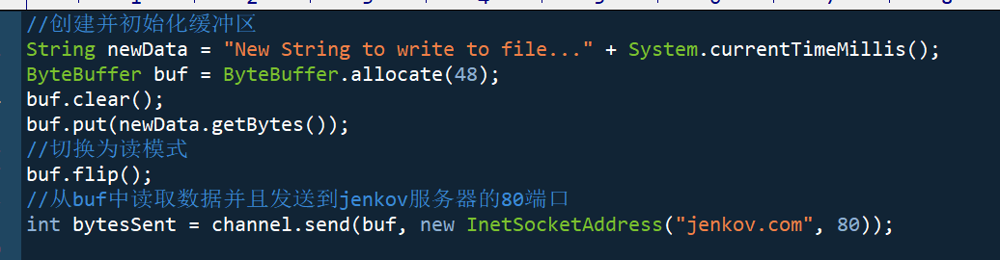 //创建并初始化缓冲区
String newData = "New String to write to file..." + System.currentTimeMillis();
ByteBuffer buf = ByteBuffer.allocate(48);
buf.clear();
buf.put(newData.getBytes());
//切换为读模式
buf.flip();
//从buf中读取数据并且发送到jenkov服务器的80端口
int bytesSent = channel.send(buf, new InetSocketAddress("jenkov.com", 80));